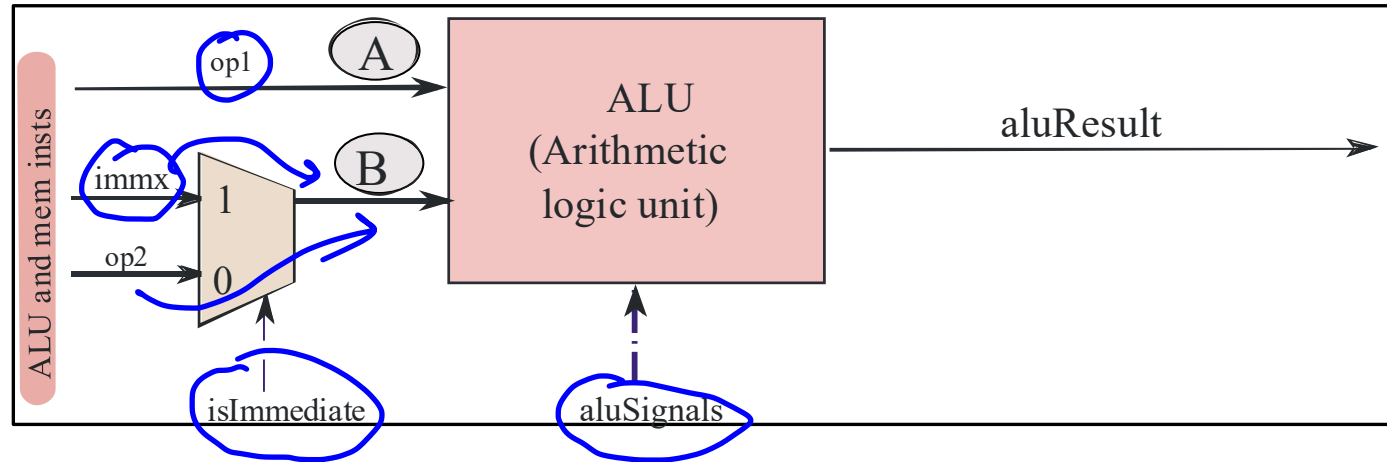 ALU and mem insts
op1
A
immx
1
B
op2
0
isImmediate
ALU
(Arithmetic
logic unit)
aluSignals
aluResult